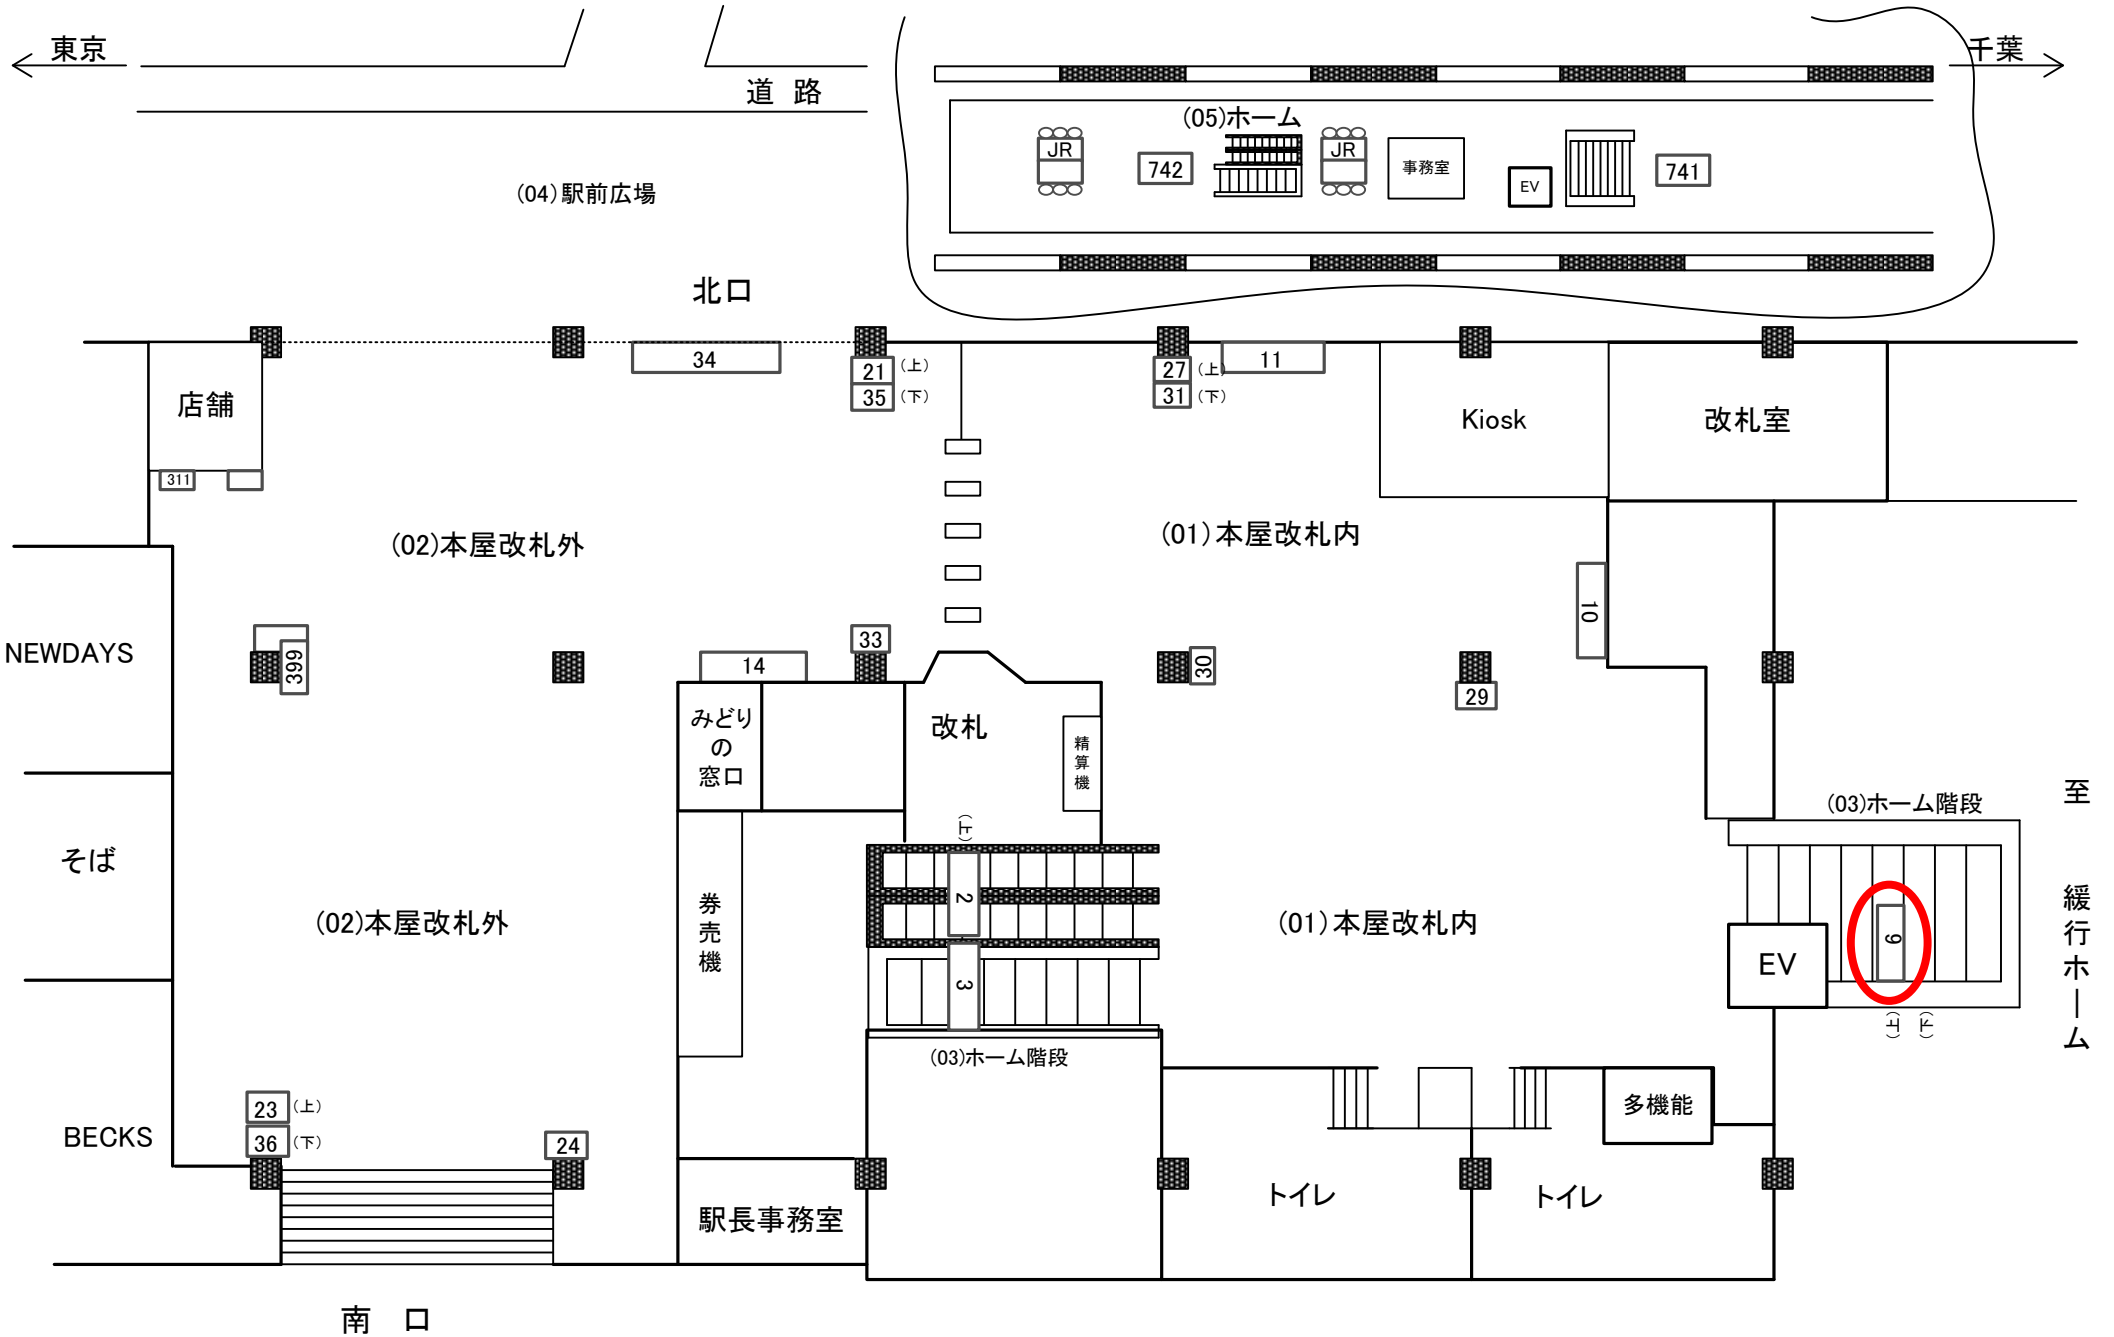 東京
千葉
道 路
(05)ホーム
JR
742
JR
事務室
EV
741
(04)駅前広場
北口
34
21
(上)
35
(下)
27
(上)
31
(下)
11
店舗
Kiosk
改札室
311
(02)本屋改札外
(01)本屋改札内
10
NEWDAYS
399
14
33
30
29
みどり
の
窓口
改札
精算機
そば
(02)本屋改札外
券売機
(上)
2
3
(03)ホーム階段
(01)本屋改札内
(03)ホーム階段
EV
9
(上)
(下)
至 緩行ホーム
23
(上)
36
(下)
24
BECKS
駅長事務室
トイレ
トイレ
多機能
南 口